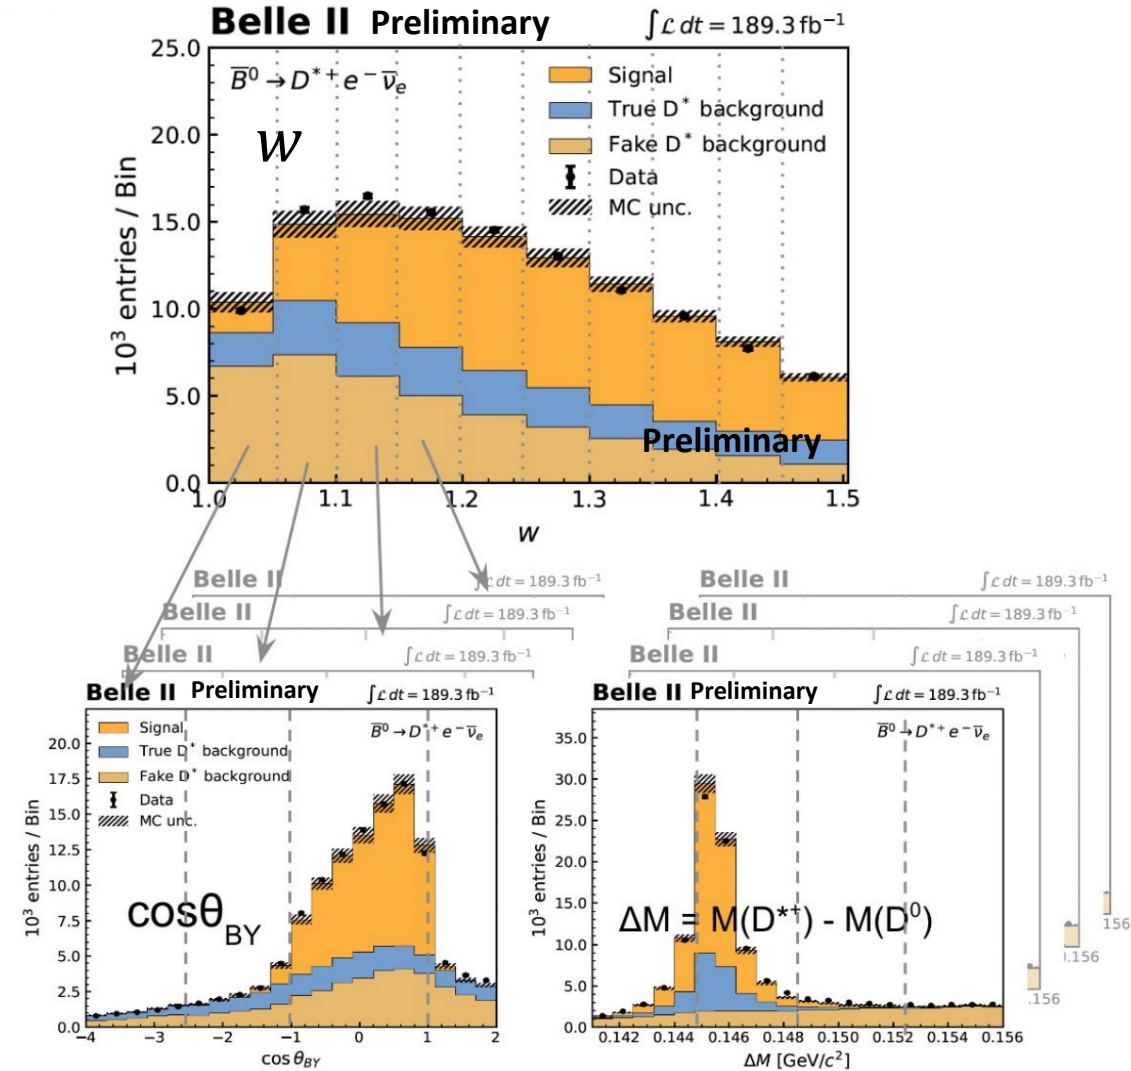 Belle II Preliminary ∫ℒ dt = 189.3 fb⁻¹
25.0
B̅⁰ → D*⁺ e⁻ ν̅ₑ
Signal
True D* background
Fake D* background
Data
MC unc.
w
20.0
15.0
10.0
5.0
0.0
10³ entries / Bin
Preliminary
1.0 1.1 1.2 1.3 1.4 1.5
w
Belle II ∫ℒ dt = 189.3 fb⁻¹
Belle II ∫ℒ dt = 189.3 fb⁻¹
Belle II ∫ℒ dt = 189.3 fb⁻¹
Belle II Preliminary ∫ℒ dt = 189.3 fb⁻¹
B̅⁰ → D*⁺ e⁻ ν̅ₑ
Signal
True D* background
Fake D* background
Data
MC unc.
20.0
17.5
15.0
12.5
10.0
7.5
5.0
2.5
0.0
10³ entries / Bin
cosθ_BY
−4 −3 −2 −1 0 1 2
cos θ_BY
Belle II ∫ℒ dt = 189.3 fb⁻¹
Belle II ∫ℒ dt = 189.3 fb⁻¹
Belle II ∫ℒ dt = 189.3 fb⁻¹
Belle II Preliminary ∫ℒ dt = 189.3 fb⁻¹
B̅⁰ → D*⁺ e⁻ ν̅ₑ
35.0
30.0
25.0
20.0
15.0
10.0
5.0
0.0
10³ entries / Bin
ΔM = M(D*⁺) - M(D⁰)
0.142 0.144 0.146 0.148 0.150 0.152 0.154 0.156
ΔM [GeV/c²]
.156
0.156
156